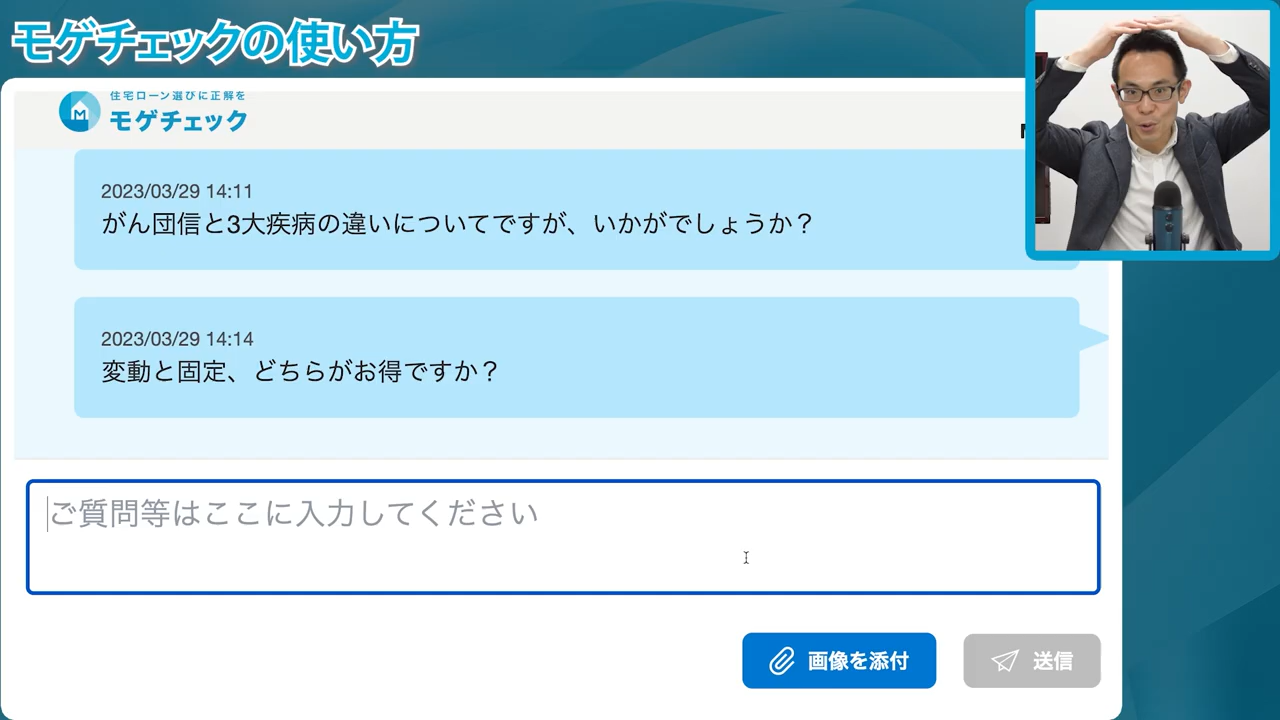 モゲチェックの使い方
住宅ローン選びに正解を
モゲチェック
2023/03/29 14:11
がん団信と3大疾病の違いについてですが、いかがでしょうか？
2023/03/29 14:14
変動と固定、どちらがお得ですか？
ご質問等はここに入力してください
画像を添付
送信